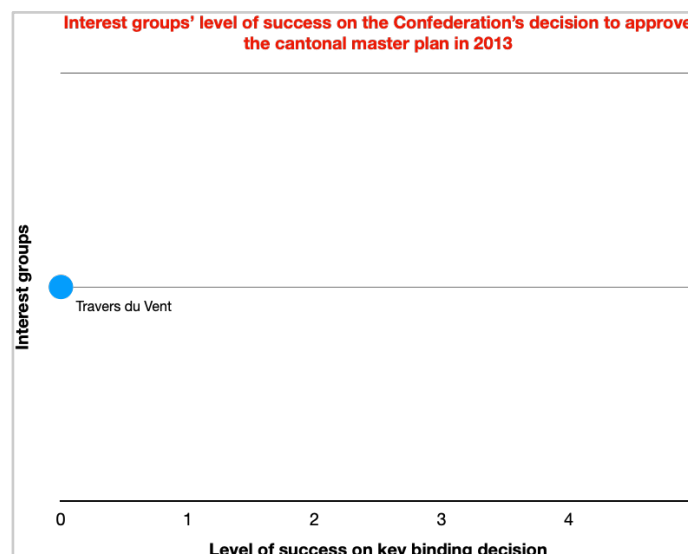 Interest groups' level of success on the Confederation's decision to approve
the cantonal master plan in 2013
Interest groups
Travers du Vent
0 1 2 3 4
Level of success on key binding decision